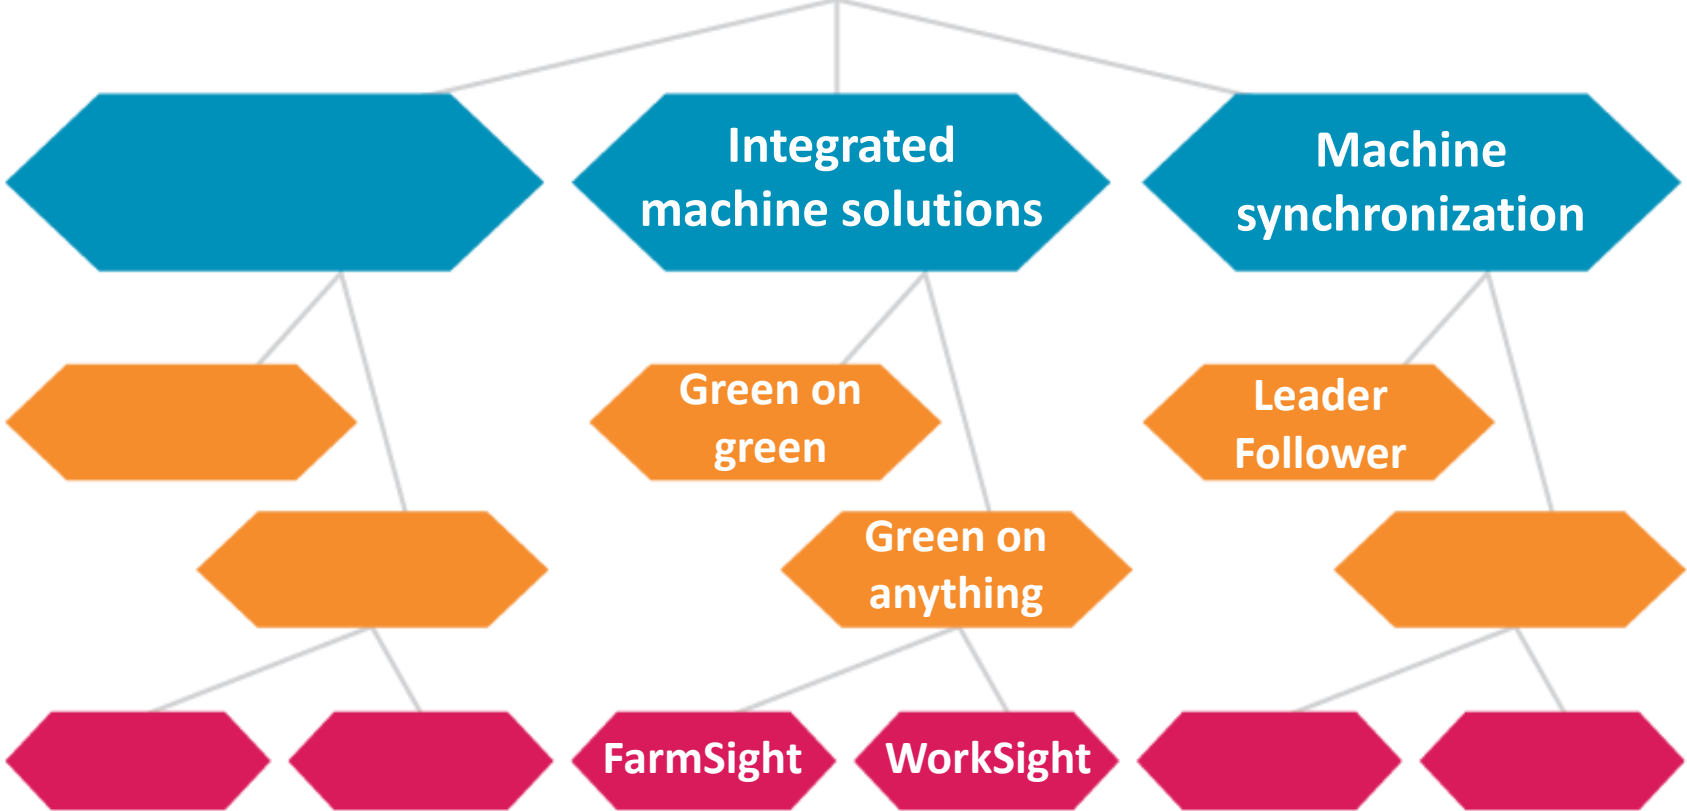 Integrated
machine solutions
Machine
synchronization
Green on
green
Leader
Follower
Green on
anything
FarmSight
WorkSight